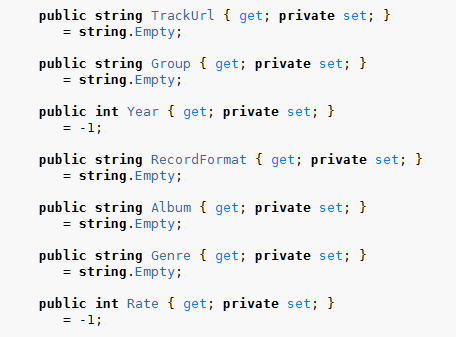 public string TrackUrl { get; private set; }
= string.Empty;
public string Group { get; private set; }
= string.Empty;
public int Year { get; private set; }
= -1;
public string RecordFormat { get; private set; }
= string.Empty;
public string Album { get; private set; }
= string.Empty;
public string Genre { get; private set; }
= string.Empty;
public int Rate { get; private set; }
= -1;